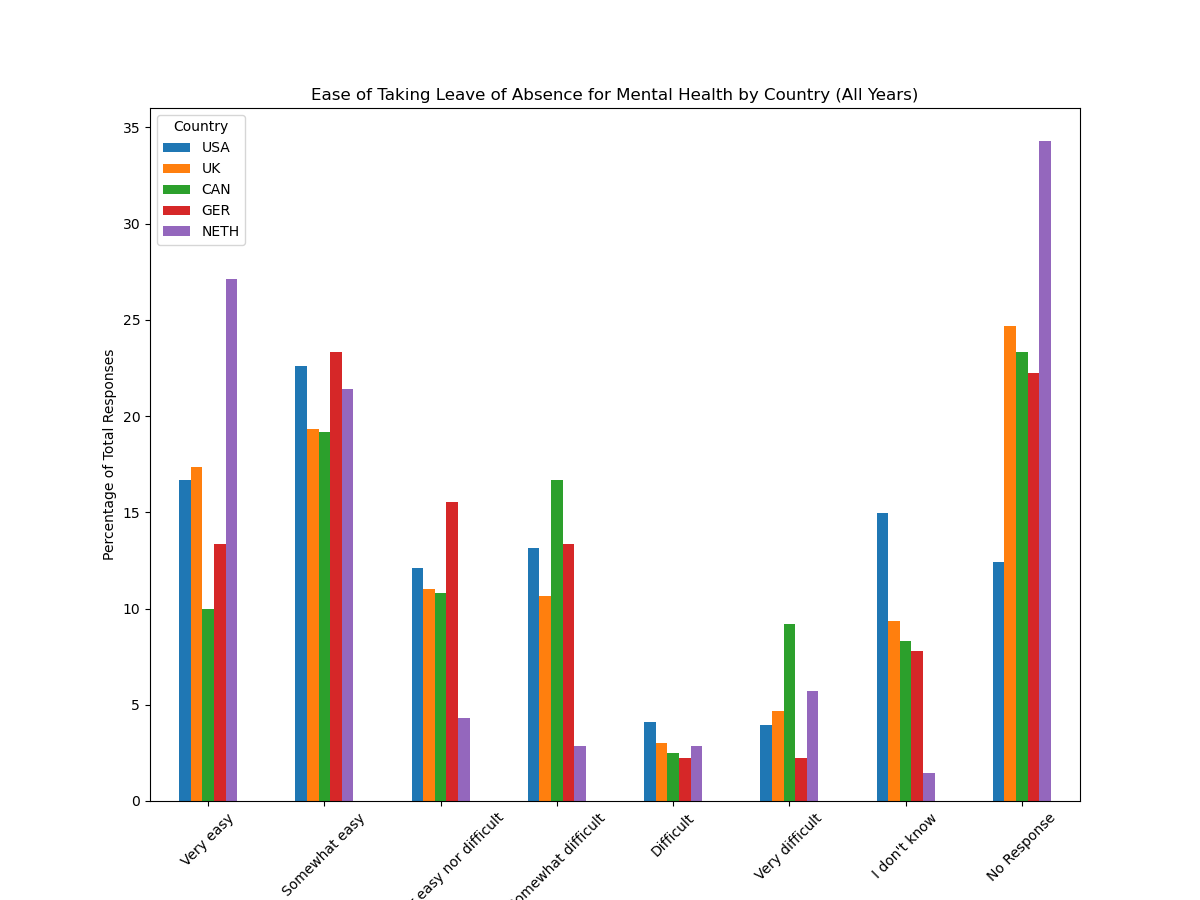 Ease of Taking Leave of Absence for Mental Health by Country (All Years)
Country
USA
UK
CAN
GER
NETH
Percentage of Total Responses
35
30
25
20
15
10
5
0
Very easy
Somewhat easy
easy nor difficult
difficult
Difficult
Very difficult
I don't know
No Response